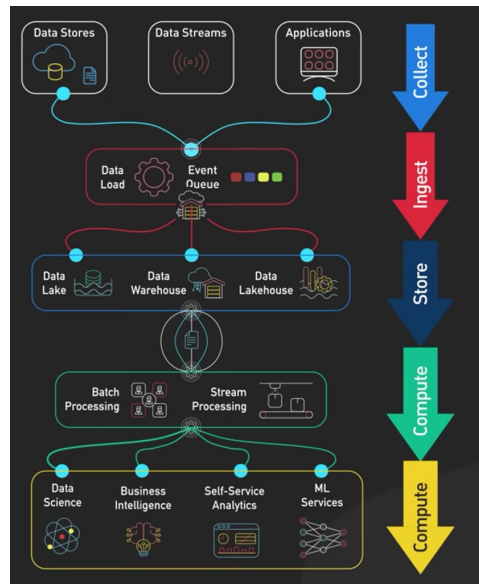 Data Stores
Data Streams
Applications
Collect
Data
Load
Event
Queue
Ingest
Data
Lake
Data
Warehouse
Data
Lakehouse
Store
Batch
Processing
Stream
Processing
Compute
Data
Science
Business
Intelligence
Self-Service
Analytics
ML
Services
Compute